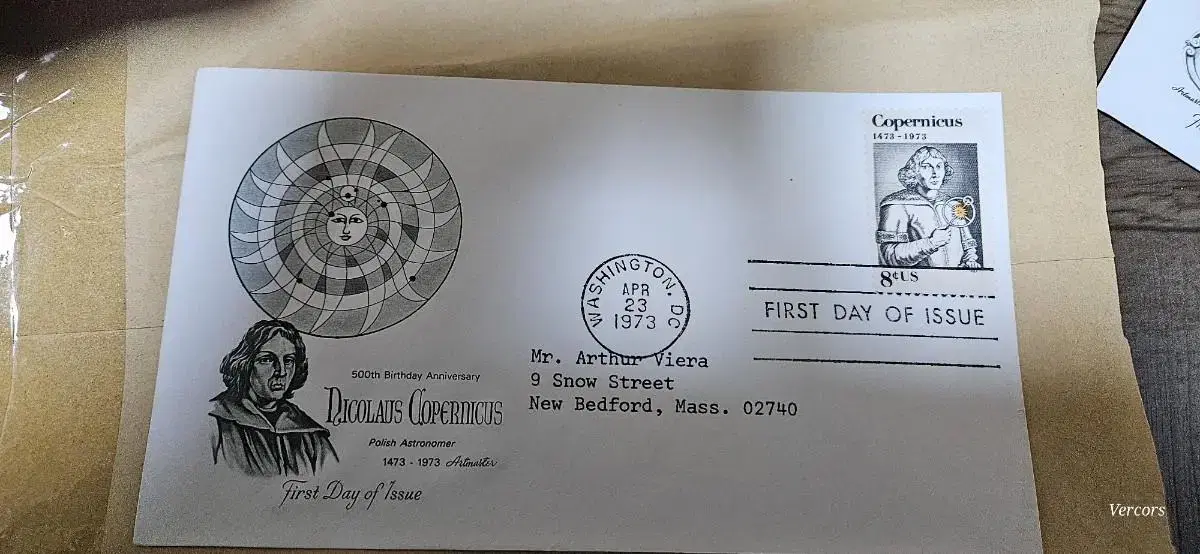 Copernicus
1473 - 1973
8¢ US
WASHINGTON, DC
APR
23
1973
FIRST DAY OF ISSUE
Mr. Arthur Viera
9 Snow Street
New Bedford, Mass. 02740
500th Birthday Anniversary
NICOLAUS COPERNICUS
Polish Astronomer
1473 - 1973 Artmaster
First Day of Issue
Vercors